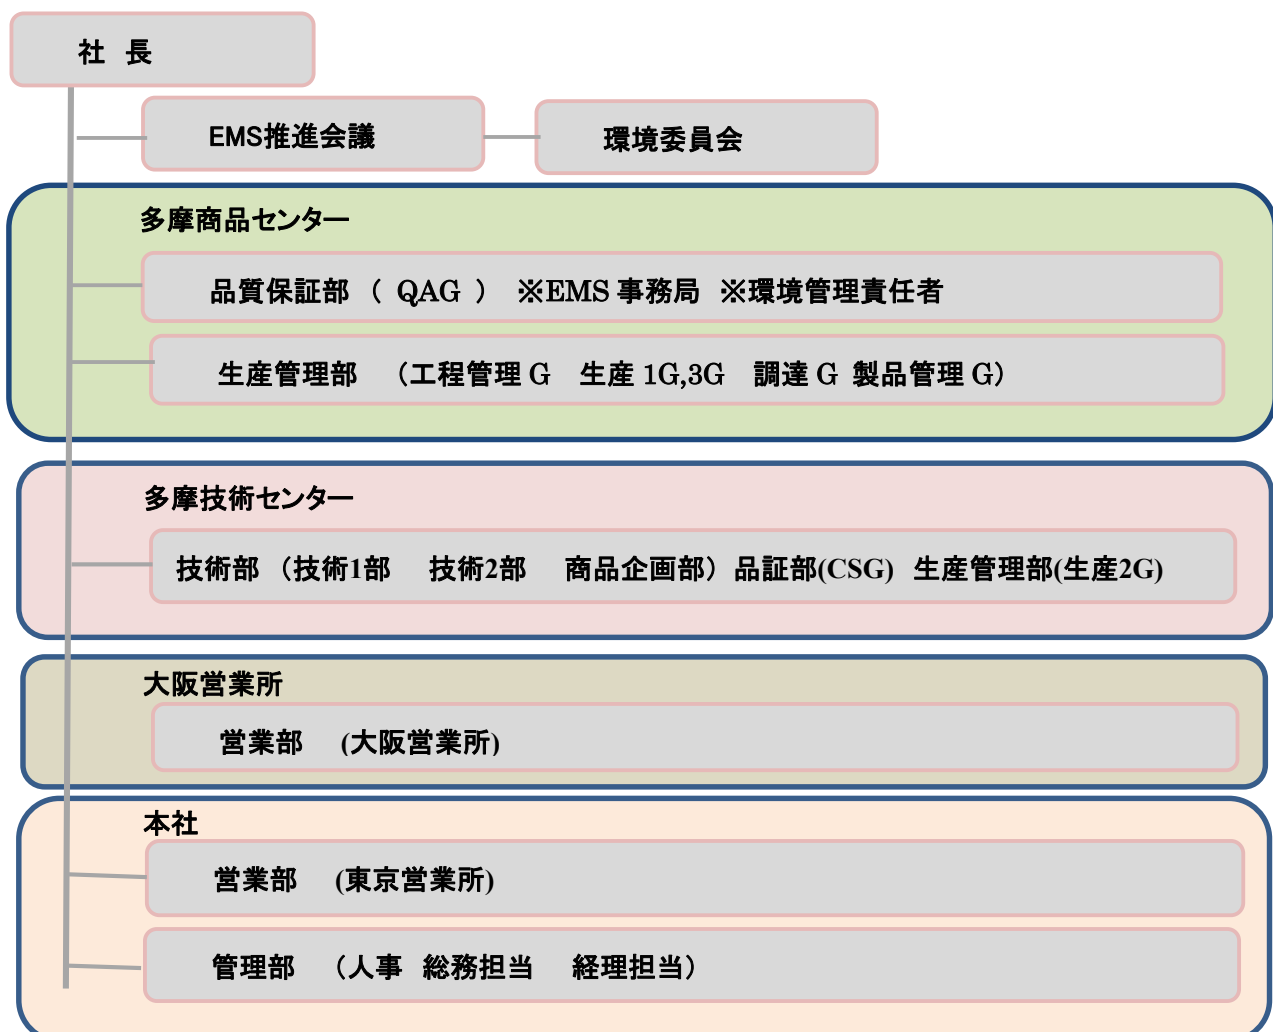 社 長
EMS推進会議
環境委員会
多摩商品センター
品質保証部 （ QAG ） ※EMS 事務局 ※環境管理責任者
生産管理部 （工程管理 G 生産 1G,3G 調達 G 製品管理 G）
多摩技術センター
技術部 （技術1部 技術2部 商品企画部）品証部(CSG) 生産管理部(生産2G)
大阪営業所
営業部 (大阪営業所)
本社
営業部 (東京営業所)
管理部 （人事 総務担当 経理担当）